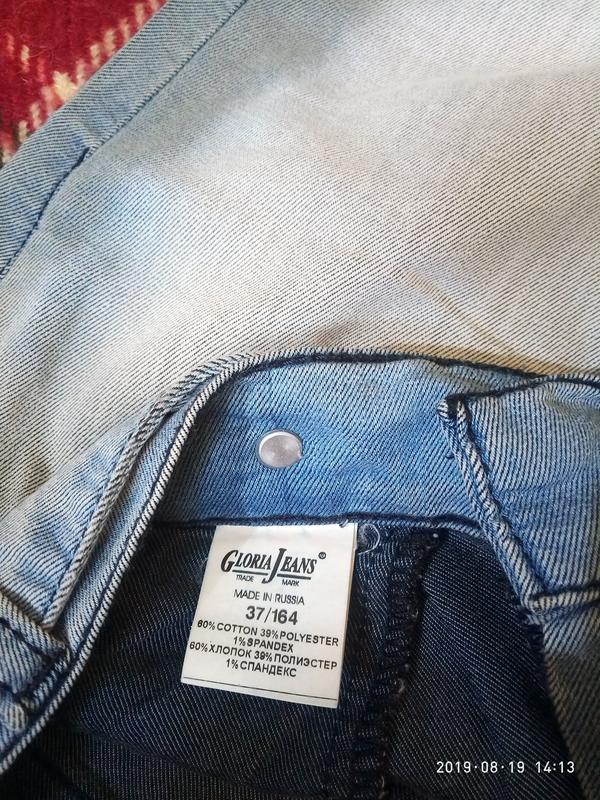 GLORIA JEANS
TRADE MARK
MADE IN RUSSIA
37/164
60% COTTON 39% POLYESTER
1% SPANDEX
60% ХЛОПОК 39% ПОЛИЭСТЕР
1% СПАНДЕКС
2019·08·19 14:13